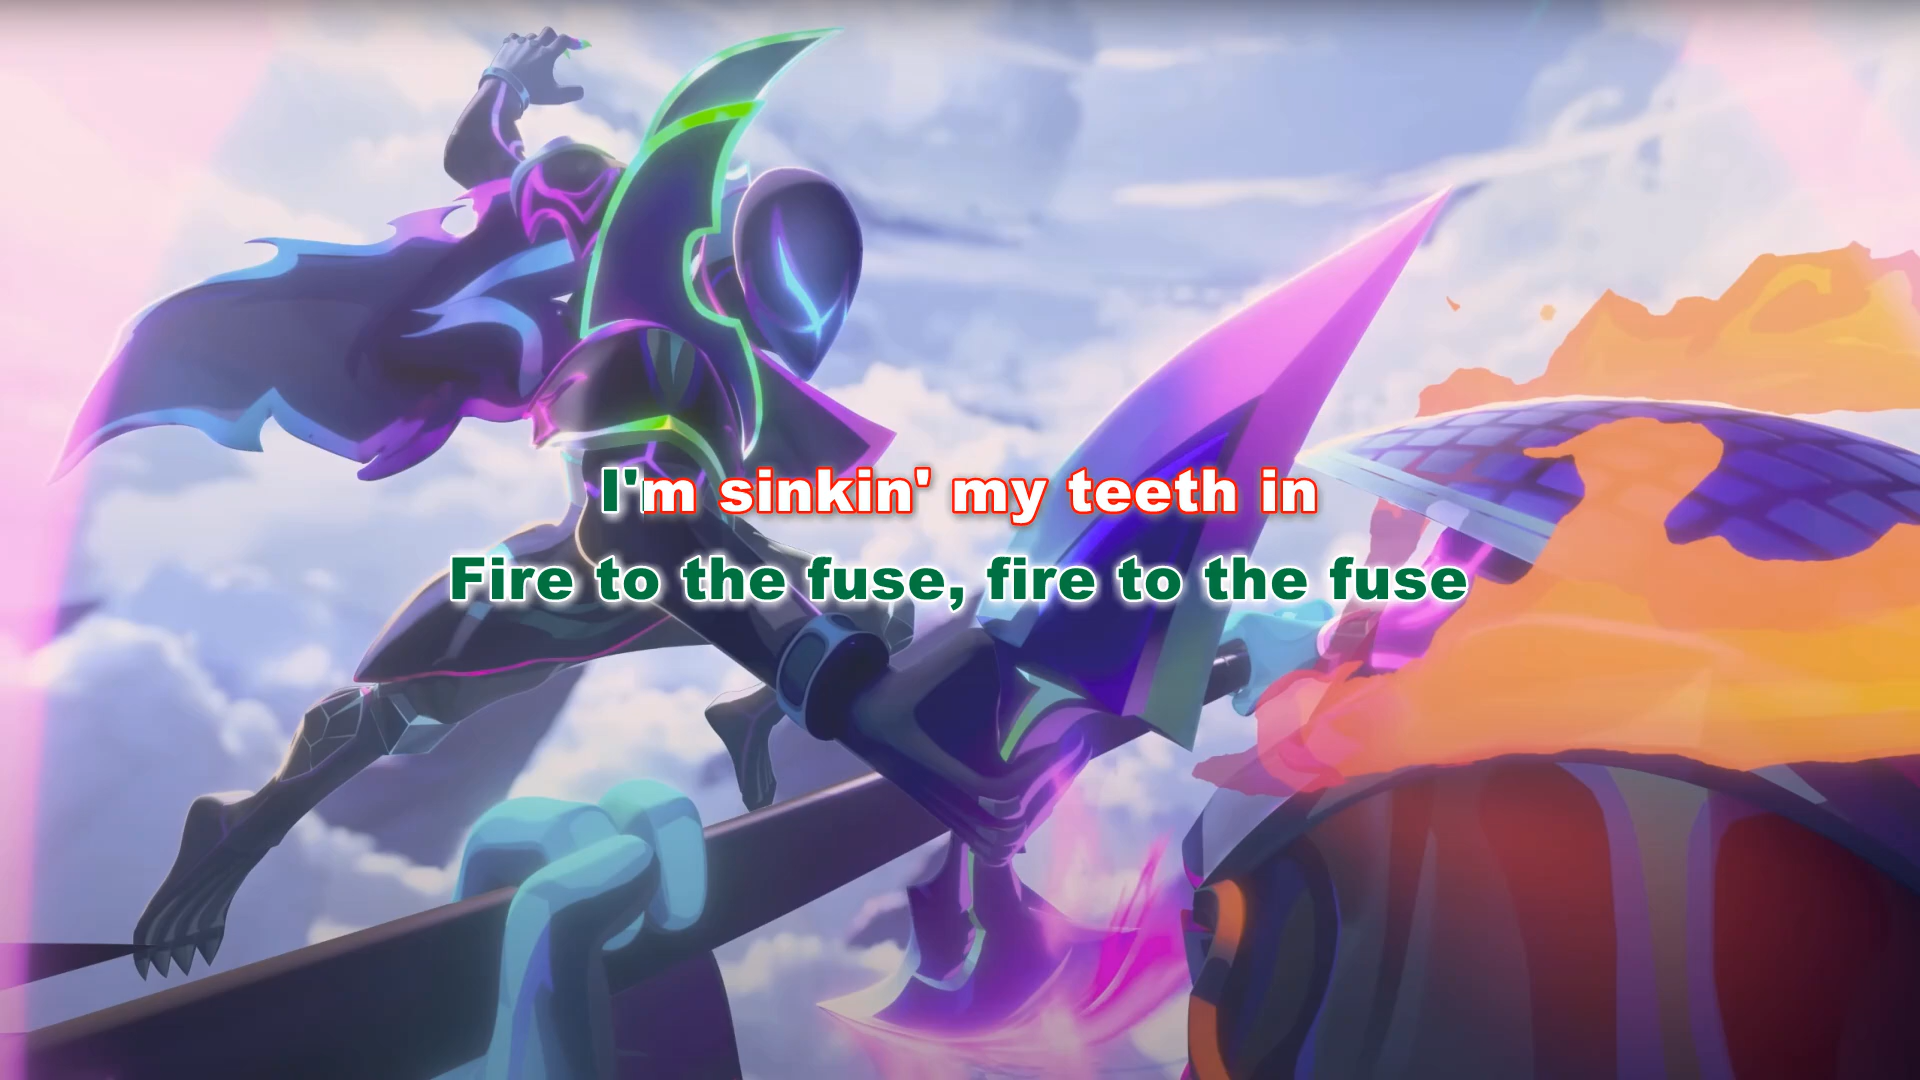 I'm sinkin' my teeth in
Fire to the fuse, fire to the fuse